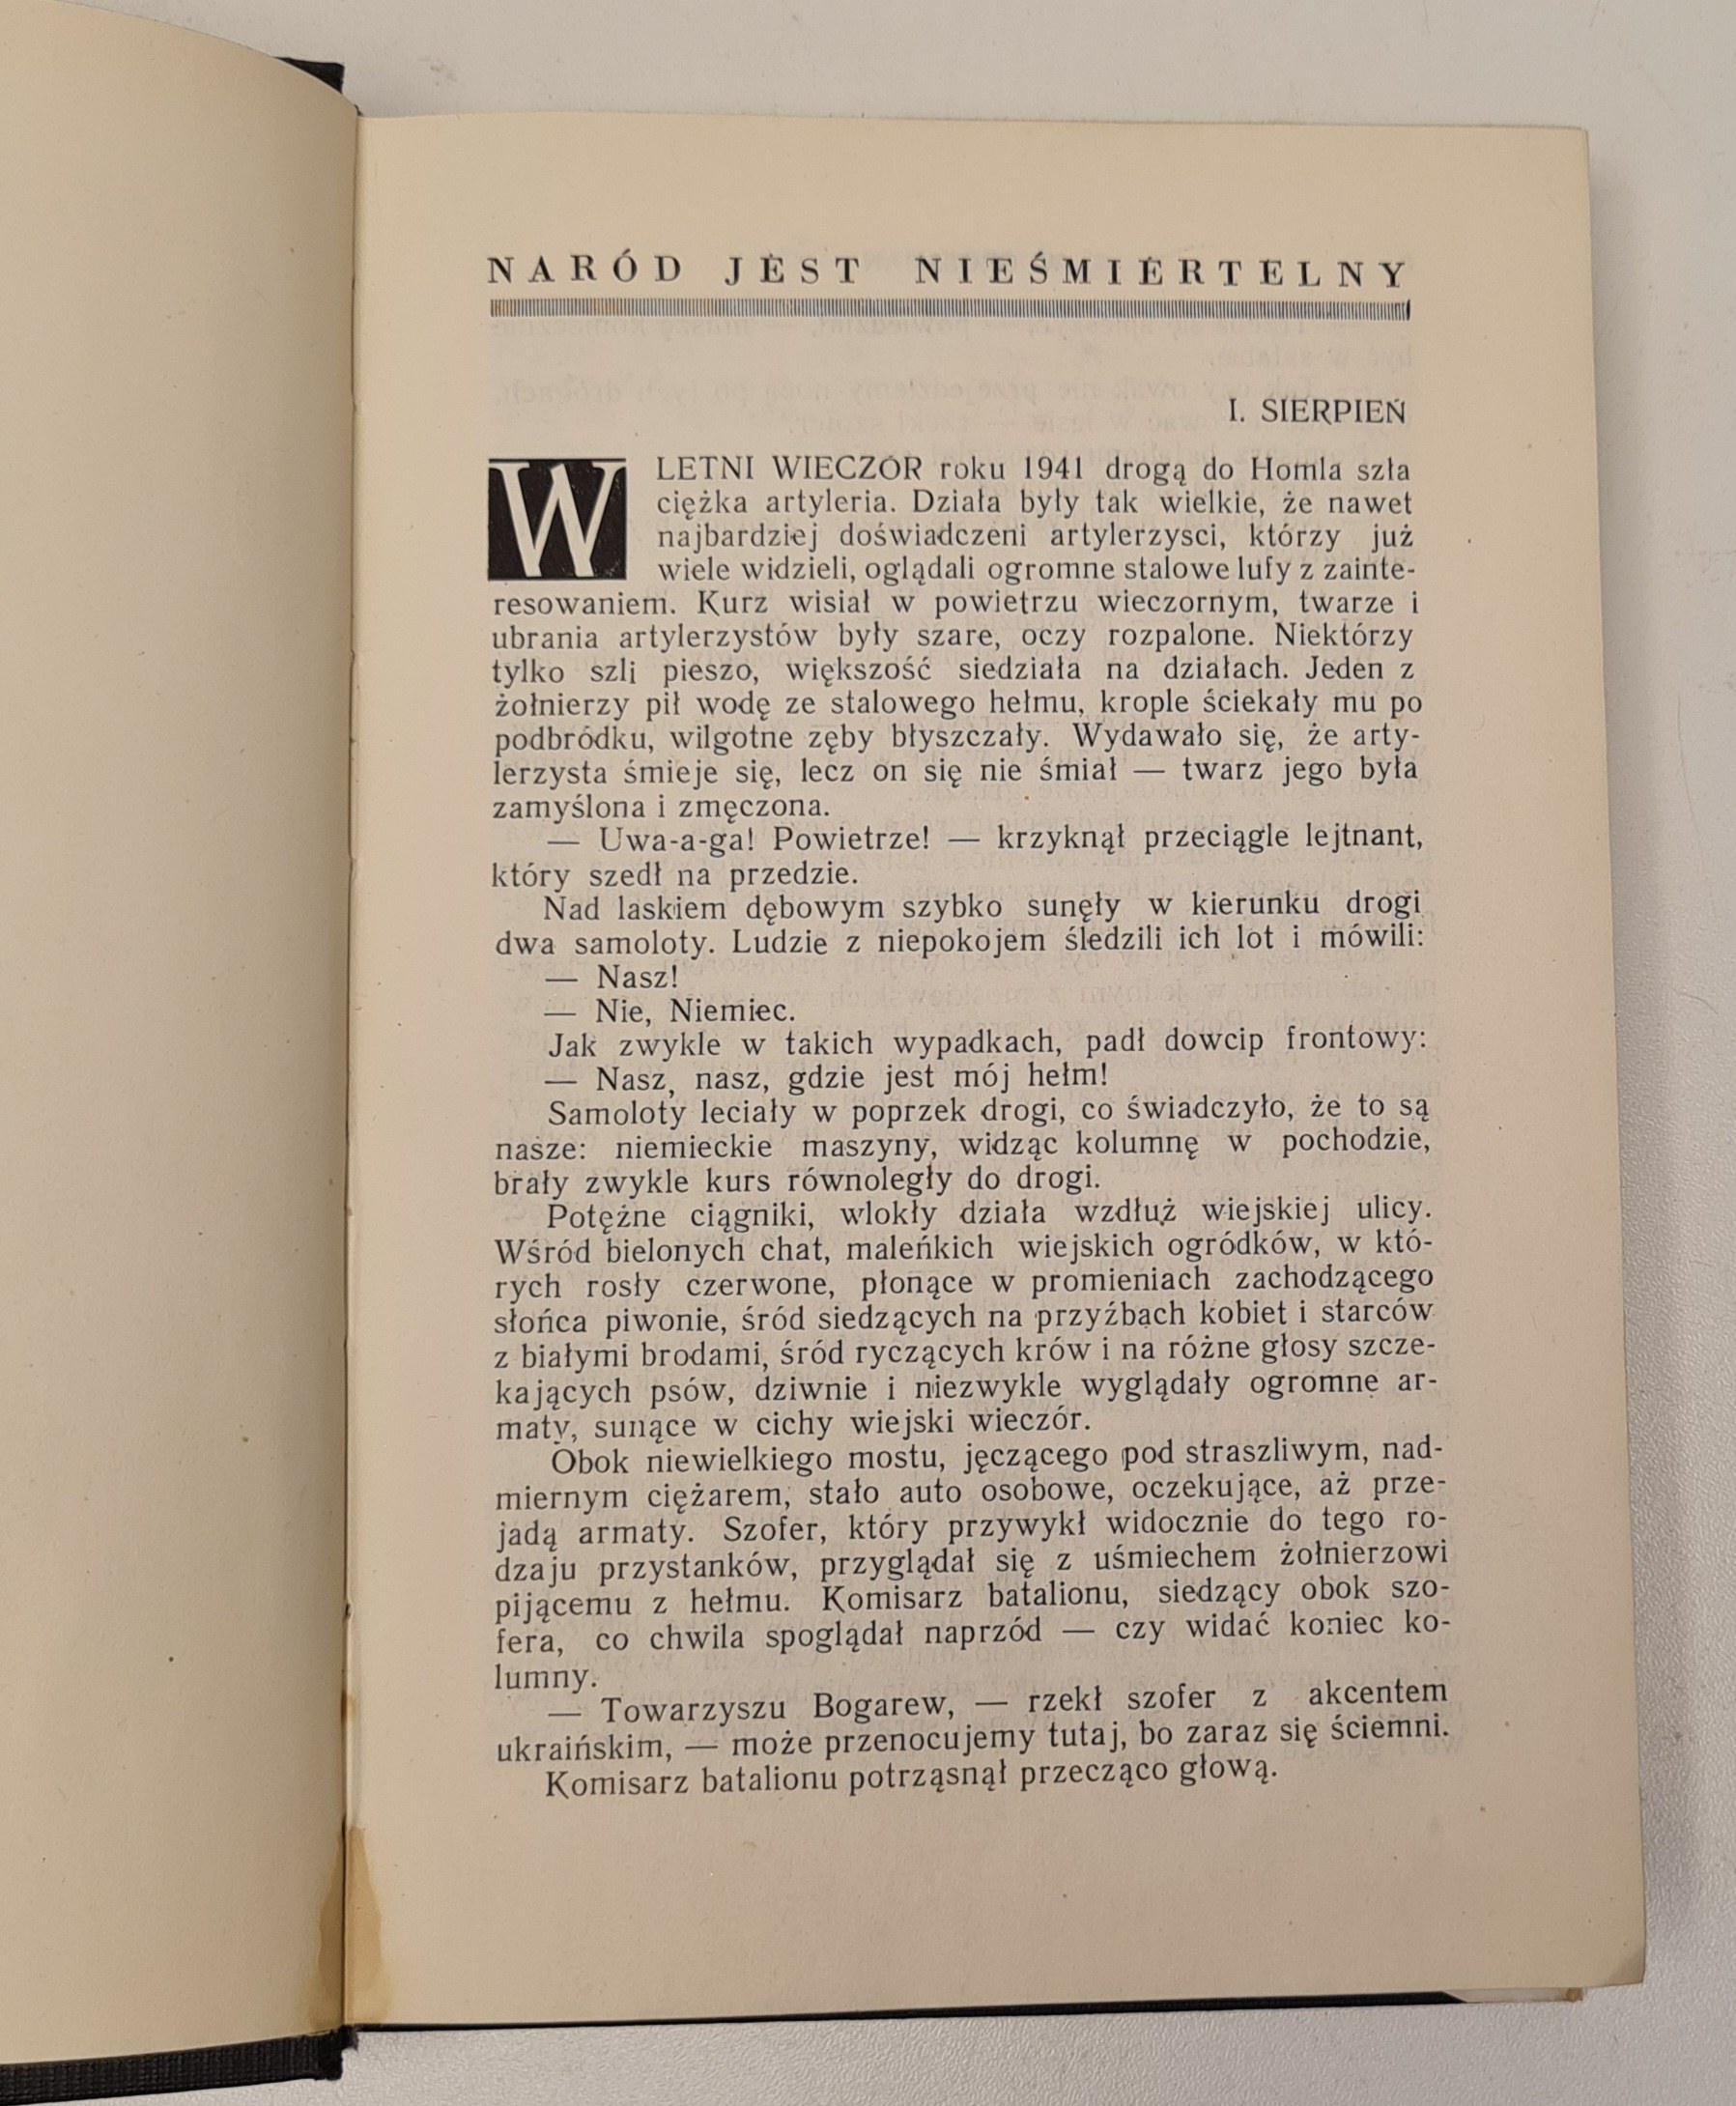 NARÓD JEST NIEŚMIERTELNY
I. SIERPIEŃ
W LETNI WIECZÓR roku 1941 drogą do Homla szła
ciężka artyleria. Działa były tak wielkie, że nawet
najbardziej doświadczeni artylerzysci, którzy już
wiele widzieli, oglądali ogromne stalowe lufy z zainte-
resowaniem. Kurz wisiał w powietrzu wieczornym, twarze i
ubrania artylerzystów były szare, oczy rozpalone. Niektórzy
tylko szli pieszo, większość siedziała na działach. Jeden z
żołnierzy pił wodę ze stalowego hełmu, krople ściekały mu po
podbródku, wilgotne zęby błyszczały. Wydawało się, że arty-
lerzysta śmieje się, lecz on się nie śmiał — twarz jego była
zamyślona i zmęczona.
— Uwa-a-ga! Powietrze! — krzyknął przeciągle lejtnant,
który szedł na przedzie.
Nad laskiem dębowym szybko sunęły w kierunku drogi
dwa samoloty. Ludzie z niepokojem śledzili ich lot i mówili:
— Nasz!
— Nie, Niemiec.
Jak zwykle w takich wypadkach, padł dowcip frontowy:
— Nasz, nasz, gdzie jest mój hełm!
Samoloty leciały w poprzek drogi, co świadczyło, że to są
nasze: niemieckie maszyny, widząc kolumnę w pochodzie,
brały zwykle kurs równoległy do drogi.
Potężne ciągniki, wlokły działa wzdłuż wiejskiej ulicy.
Wśród bielonych chat, maleńkich wiejskich ogródków, w któ-
rych rosły czerwone, płonące w promieniach zachodzącego
słońca piwonie, śród siedzących na przyźbach kobiet i starców
z białymi brodami, śród ryczących krów i na różne głosy szcze-
kających psów, dziwnie i niezwykle wyglądały ogromne ar-
maty, sunące w cichy wiejski wieczór.
Obok niewielkiego mostu, jęczącego pod straszliwym, nad-
miernym ciężarem, stało auto osobowe, oczekujące, aż prze-
jadą armaty. Szofer, który przywykł widocznie do tego ro-
dzaju przystanków, przyglądał się z uśmiechem żołnierzowi
pijącemu z hełmu. Komisarz batalionu, siedzący obok szo-
fera, co chwila spoglądał naprzód — czy widać koniec ko-
lumny.
— Towarzyszu Bogarew, — rzekł szofer z akcentem
ukraińskim, — może przenocujemy tutaj, bo zaraz się ściemni.
Komisarz batalionu potrząsnął przecząco głową.